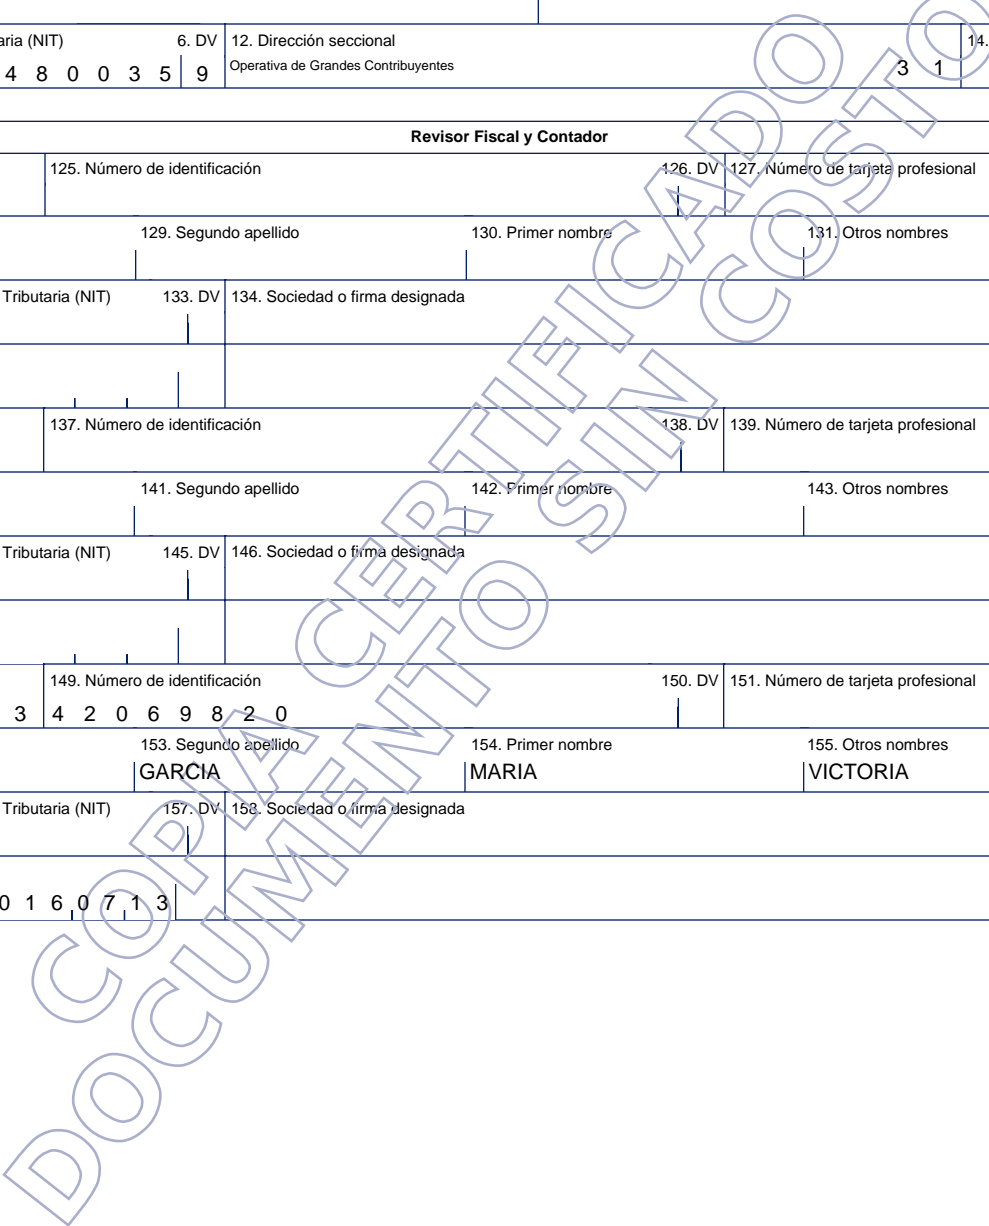 aria (NIT) 6. DV 12. Dirección seccional 14.
4 8 0 0 3 5 9 Operativa de Grandes Contribuyentes 3 1
Revisor Fiscal y Contador
125. Número de identificación 126. DV 127. Número de tarjeta profesional
129. Segundo apellido 130. Primer nombre 131. Otros nombres
Tributaria (NIT) 133. DV 134. Sociedad o firma designada
137. Número de identificación 138. DV 139. Número de tarjeta profesional
141. Segundo apellido 142. Primer nombre 143. Otros nombres
Tributaria (NIT) 145. DV 146. Sociedad o firma designada
149. Número de identificación 150. DV 151. Número de tarjeta profesional
3 4 2 0 6 9 8 2 0
153. Segundo apellido 154. Primer nombre 155. Otros nombres
GARCIA MARIA VICTORIA
Tributaria (NIT) 157. DV 158. Sociedad o firma designada
0 1 6 0 7 1 3
COPIA CERTIFICADO
DOCUMENTO SIN COSTO